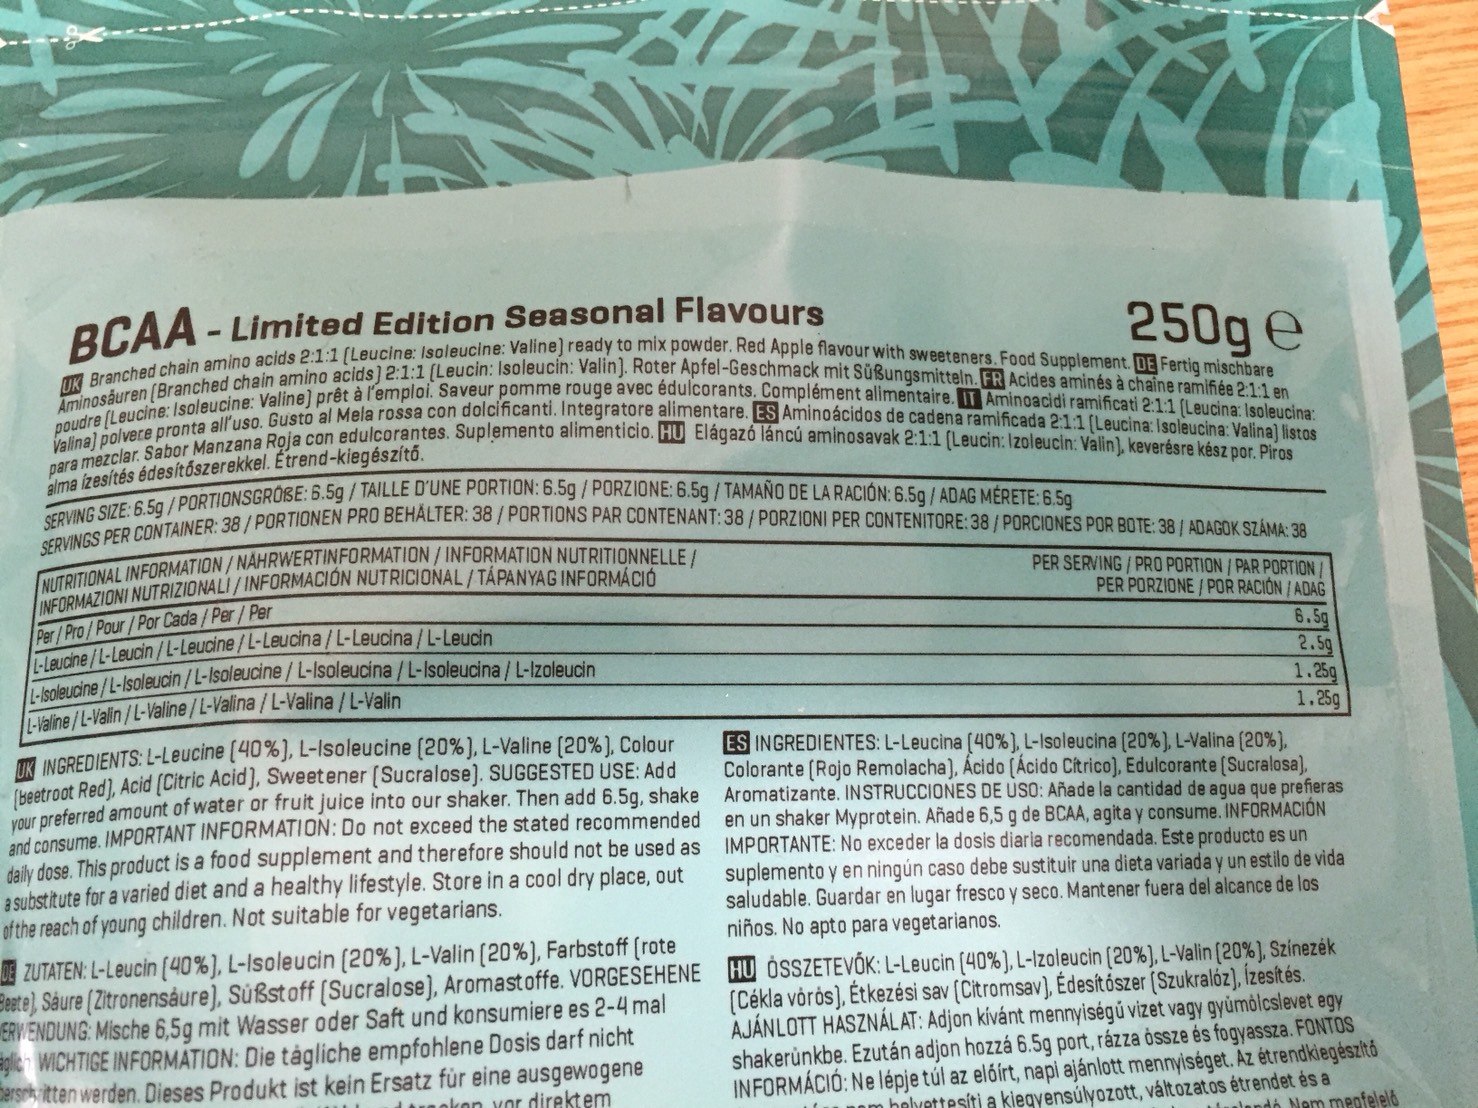 BCAA - Limited Edition Seasonal Flavours
250g e
UK Branched chain amino acids 2:1:1 (Leucine: Isoleucine: Valine) ready to mix powder. Red Apple flavour with sweeteners. Food Supplement. DE Fertig mischbare
Aminosäuren (Branched chain amino acids) 2:1:1 (Leucin: Isoleucin: Valin). Roter Apfel-Geschmack mit Süßungsmitteln. FR Acides aminés à chaîne ramifiée 2:1:1 en
poudre (Leucine: Isoleucine: Valine) prêt à l'emploi. Saveur pomme rouge avec édulcorants. Complément alimentaire. IT Aminoacidi ramificati 2:1:1 (Leucina: Isoleucina:
Valina) polvere pronta all'uso. Gusto al Mela rossa con dolcificanti. Integratore alimentare. ES Aminoácidos de cadena ramificada 2:1:1 (Leucina: Isoleucina: Valina) listos
para mezclar. Sabor Manzana Roja con edulcorantes. Suplemento alimenticio. HU Elágazó láncú aminosavak 2:1:1 (Leucin: Izoleucin: Valin), keverésre kész por. Piros
alma ízesítés édesítőszerekkel. Étrend-kiegészítő.
SERVING SIZE: 6.5g / PORTIONSGRÖßE: 6.5g / TAILLE D'UNE PORTION: 6.5g / PORZIONE: 6.5g / TAMAÑO DE LA RACIÓN: 6.5g / ADAG MÉRETE: 6,5g
SERVINGS PER CONTAINER: 38 / PORTIONEN PRO BEHÄLTER: 38 / PORTIONS PAR CONTENANT: 38 / PORZIONI PER CONTENITORE: 38 / PORCIONES POR BOTE: 38 / ADAGOK SZÁMA: 38
NUTRITIONAL INFORMATION / NÄHRWERTINFORMATION / INFORMATION NUTRITIONNELLE /
INFORMAZIONI NUTRIZIONALI / INFORMACIÓN NUTRICIONAL / TÁPANYAG INFORMÁCIÓ
PER SERVING / PRO PORTION / PAR PORTION /
PER PORZIONE / POR RACIÓN / ADAG
Per / Pro / Pour / Por Cada / Per / Per 6.5g
L-Leucine / L-Leucin / L-Leucine / L-Leucina / L-Leucina / L-Leucin 2.5g
L-Isoleucine / L-Isoleucin / L-Isoleucine / L-Isoleucina / L-Isoleucina / L-Izoleucin 1.25g
L-Valine / L-Valin / L-Valine / L-Valina / L-Valina / L-Valin 1.25g
UK INGREDIENTS: L-Leucine (40%), L-Isoleucine (20%), L-Valine (20%), Colour
(beetroot Red), Acid (Citric Acid), Sweetener (Sucralose). SUGGESTED USE: Add
your preferred amount of water or fruit juice into our shaker. Then add 6.5g, shake
and consume. IMPORTANT INFORMATION: Do not exceed the stated recommended
daily dose. This product is a food supplement and therefore should not be used as
a substitute for a varied diet and a healthy lifestyle. Store in a cool dry place, out
of the reach of young children. Not suitable for vegetarians.
DE ZUTATEN: L-Leucin (40%), L-Isoleucin (20%), L-Valin (20%), Farbstoff (rote
Beete), Säure (Zitronensäure), Süßstoff (Sucralose), Aromastoffe. VORGESEHENE
VERWENDUNG: Mische 6,5g mit Wasser oder Saft und konsumiere es 2-4 mal
WICHTIGE INFORMATION: Die tägliche empfohlene Dosis darf nicht
werden. Dieses Produkt ist kein Ersatz für eine ausgewogene
vor direktem
ES INGREDIENTES: L-Leucina (40%), L-Isoleucina (20%), L-Valina (20%),
Colorante (Rojo Remolacha), Ácido (Ácido Cítrico), Edulcorante (Sucralosa),
Aromatizante. INSTRUCCIONES DE USO: Añade la cantidad de agua que prefieras
en un shaker Myprotein. Añade 6,5 g de BCAA, agita y consume. INFORMACIÓN
IMPORTANTE: No exceder la dosis diaria recomendada. Este producto es un
suplemento y en ningún caso debe sustituir una dieta variada y un estilo de vida
saludable. Guardar en lugar fresco y seco. Mantener fuera del alcance de los
niños. No apto para vegetarianos.
HU ÖSSZETEVŐK: L-Leucin (40%), L-Izoleucin (20%), L-Valin (20%), Színezék
(Cékla vörös), Étkezési sav (Citromsav), Édesítőszer (Szukralóz), Ízesítés.
AJÁNLOTT HASZNÁLAT: Adjon kívánt mennyiségű vizet vagy gyümölcslevet egy
shakerünkbe. Ezután adjon hozzá 6.5g port, rázza össze és fogyassza. FONTOS
INFORMÁCIÓ: Ne lépje túl az előírt, napi ajánlott mennyiséget. Az étrendkiegészítő
helyettesíti a kiegyensúlyozott, változatos étrendet és a
Nem megfelelő